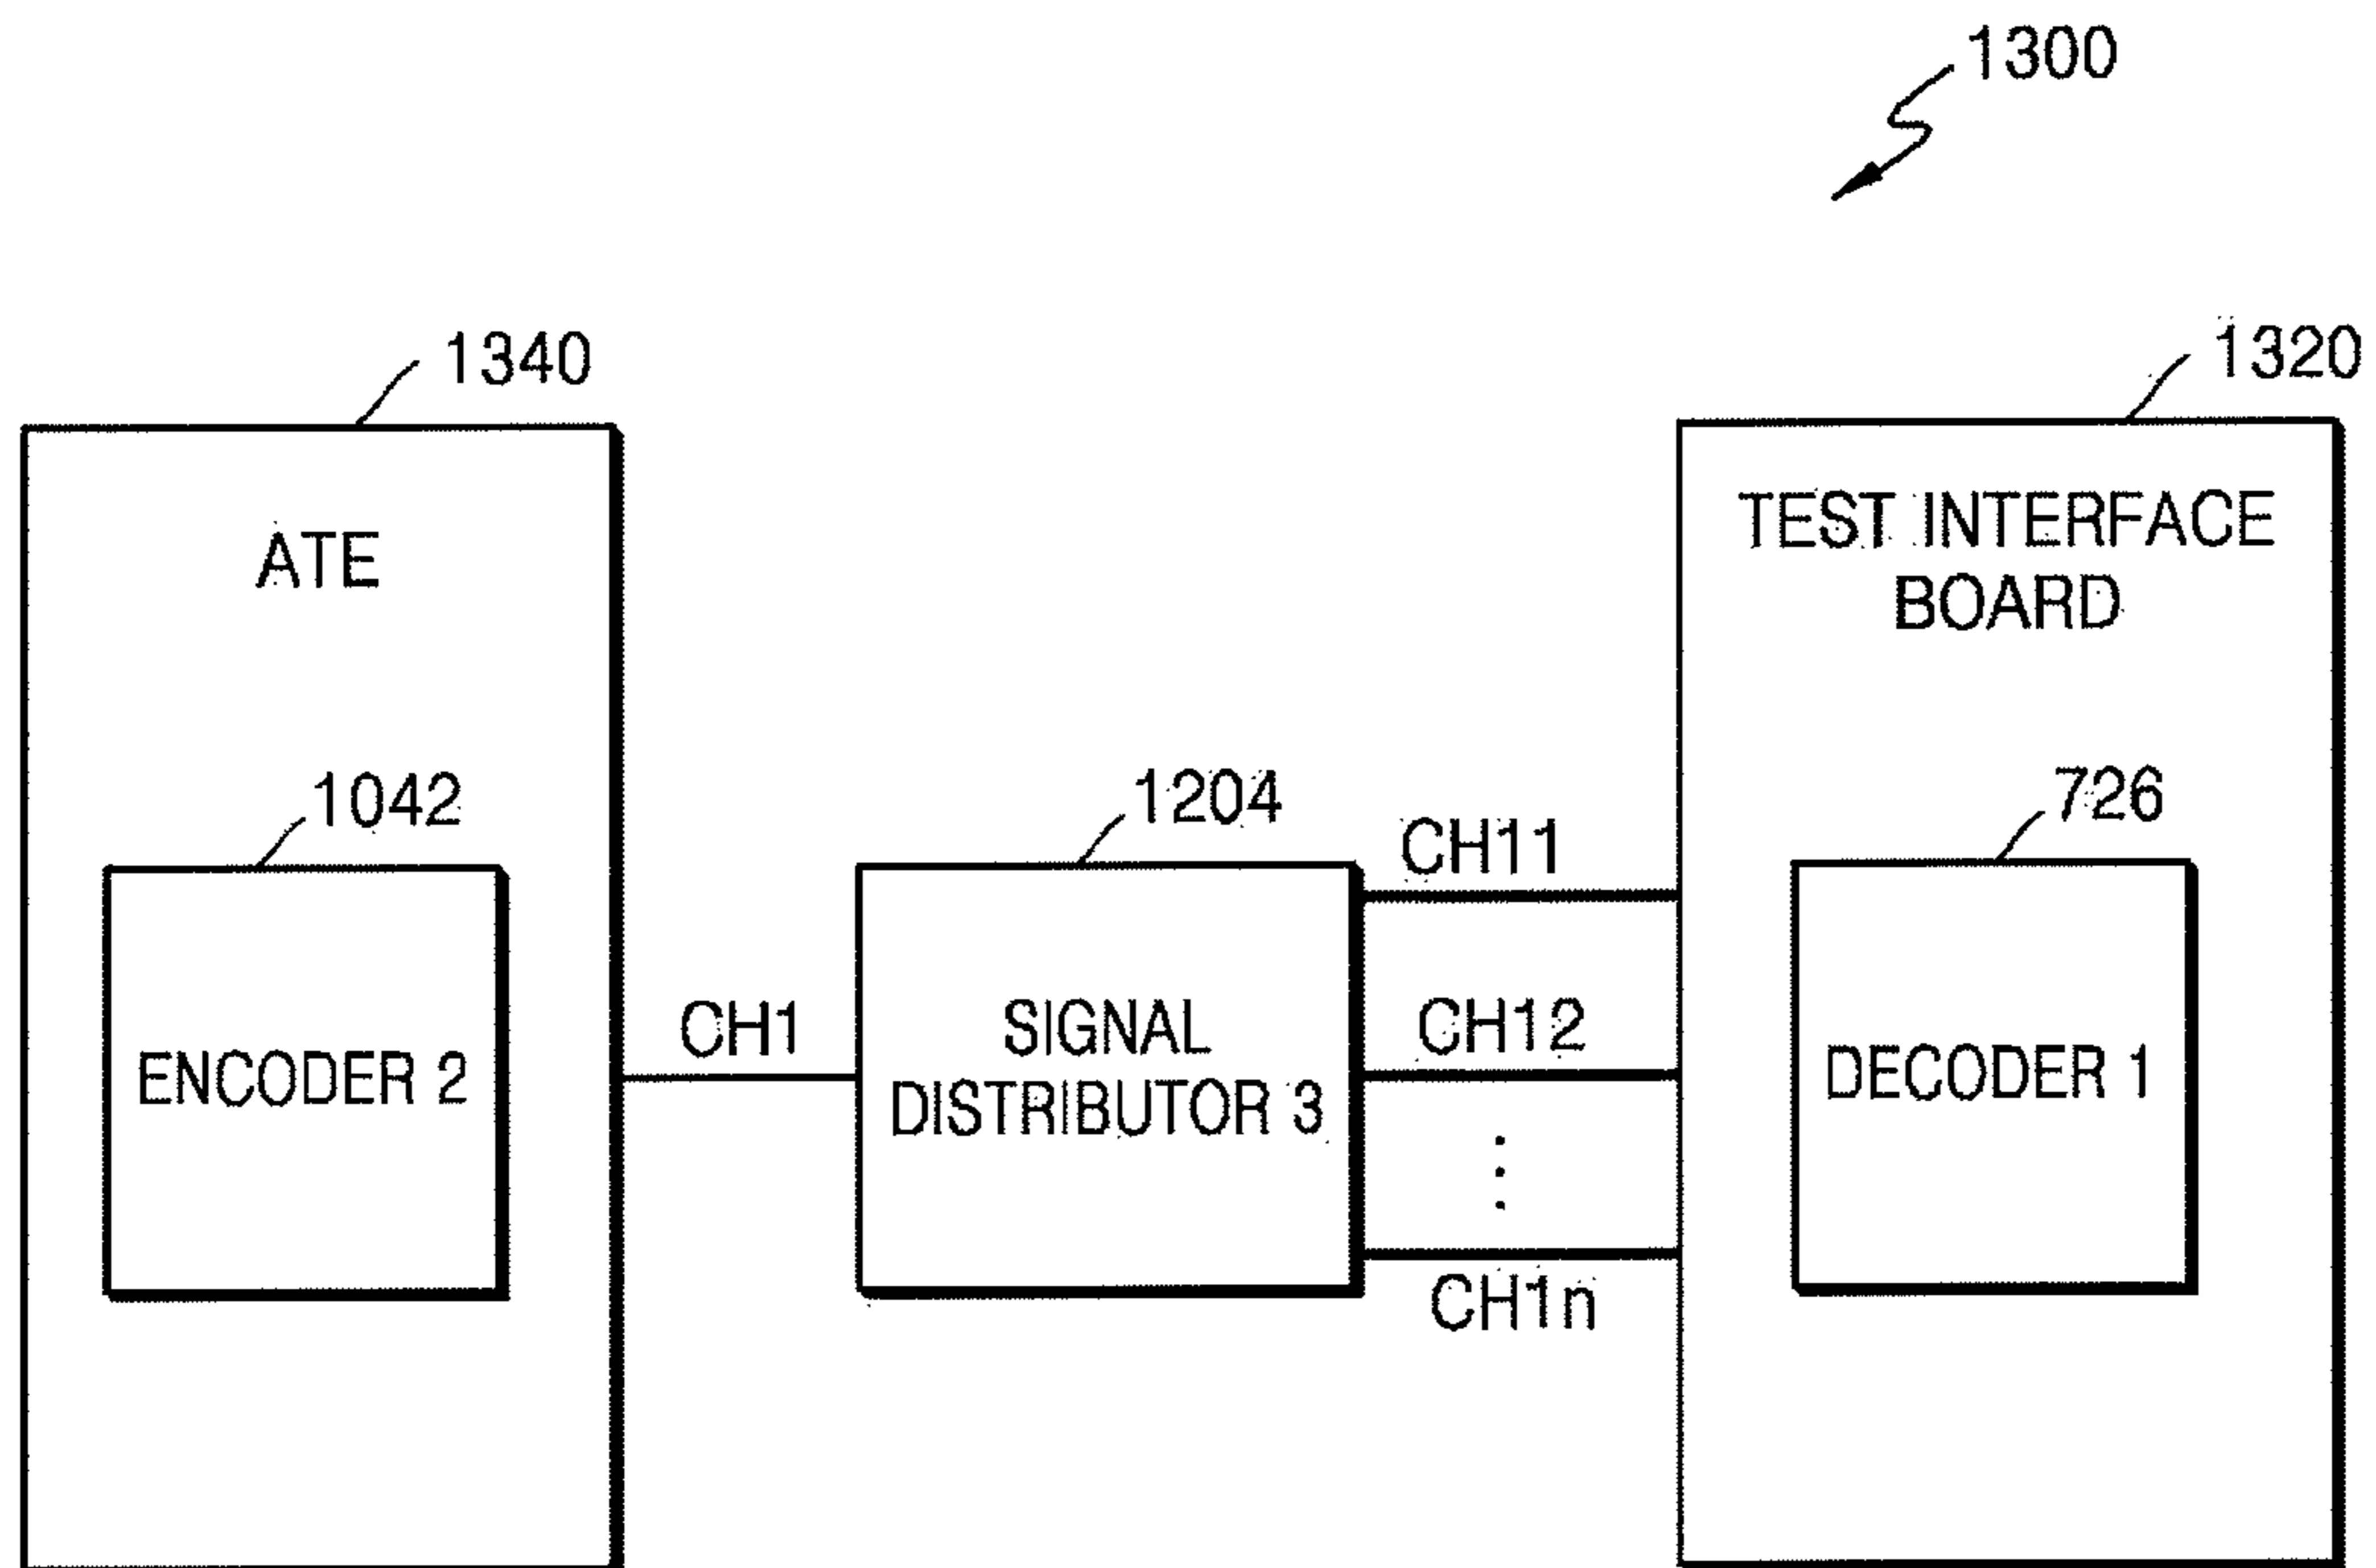 1300
1340
1320
ATE
TEST INTERFACE
BOARD
1042
1204
726
CH11
CH1
CH12
ENCODER 2
SIGNAL
DISTRIBUTOR 3
DECODER 1
CH1n